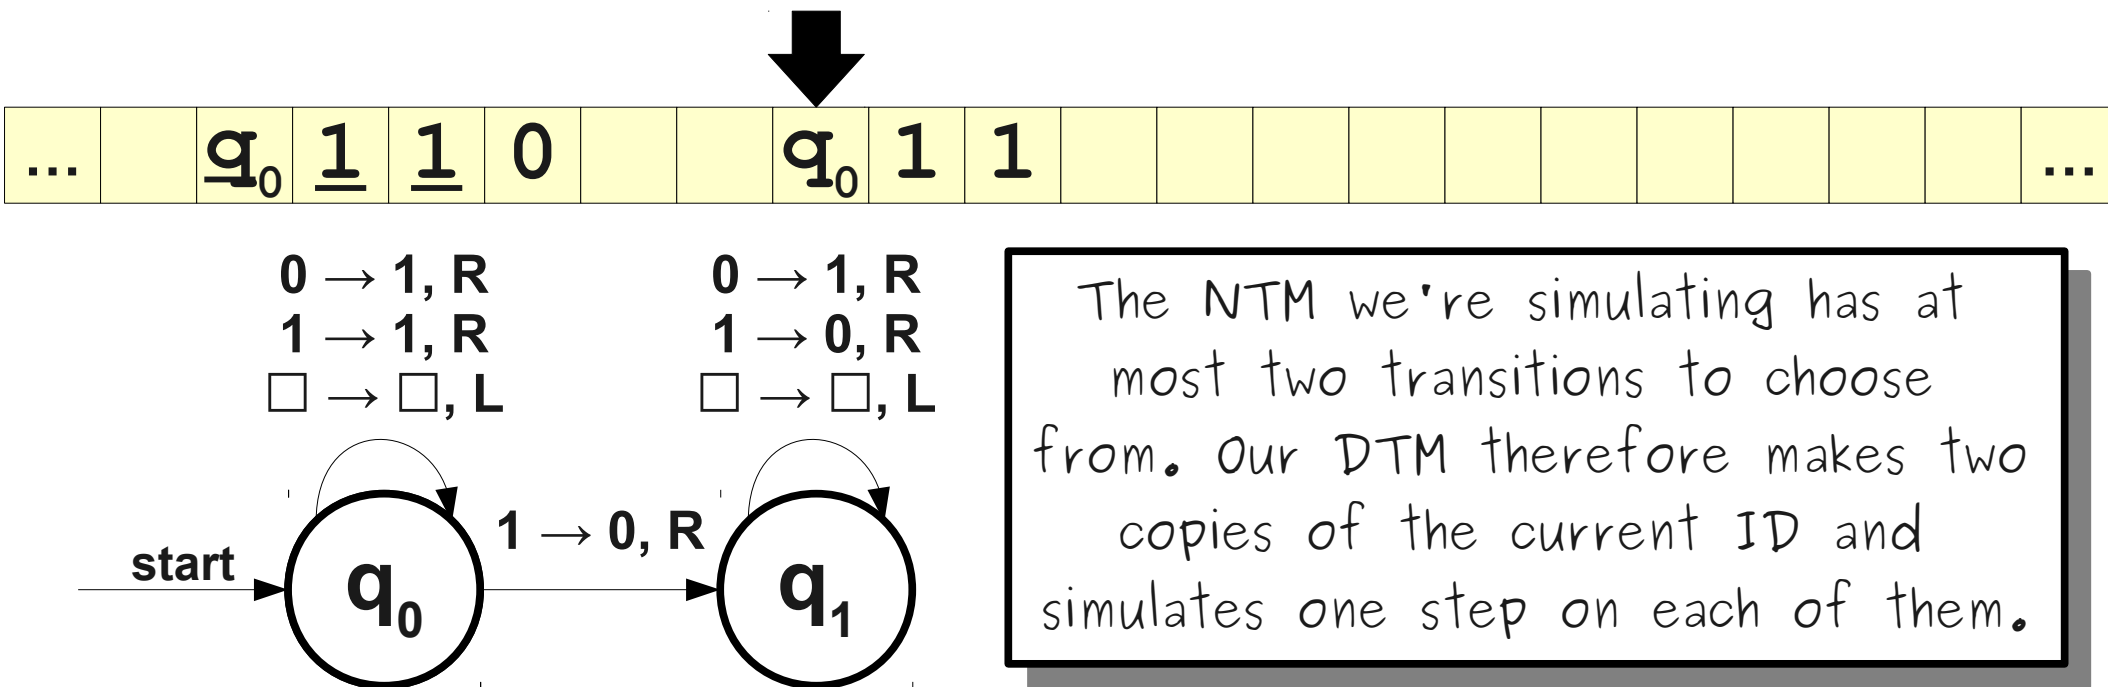 ... q₀ 1 1 0 q₀ 1 1 ...
0 → 1, R
1 → 1, R
□ → □, L
0 → 1, R
1 → 0, R
□ → □, L
start
q₀
1 → 0, R
q₁
The NTM we're simulating has at
most two transitions to choose
from. Our DTM therefore makes two
copies of the current ID and
simulates one step on each of them.